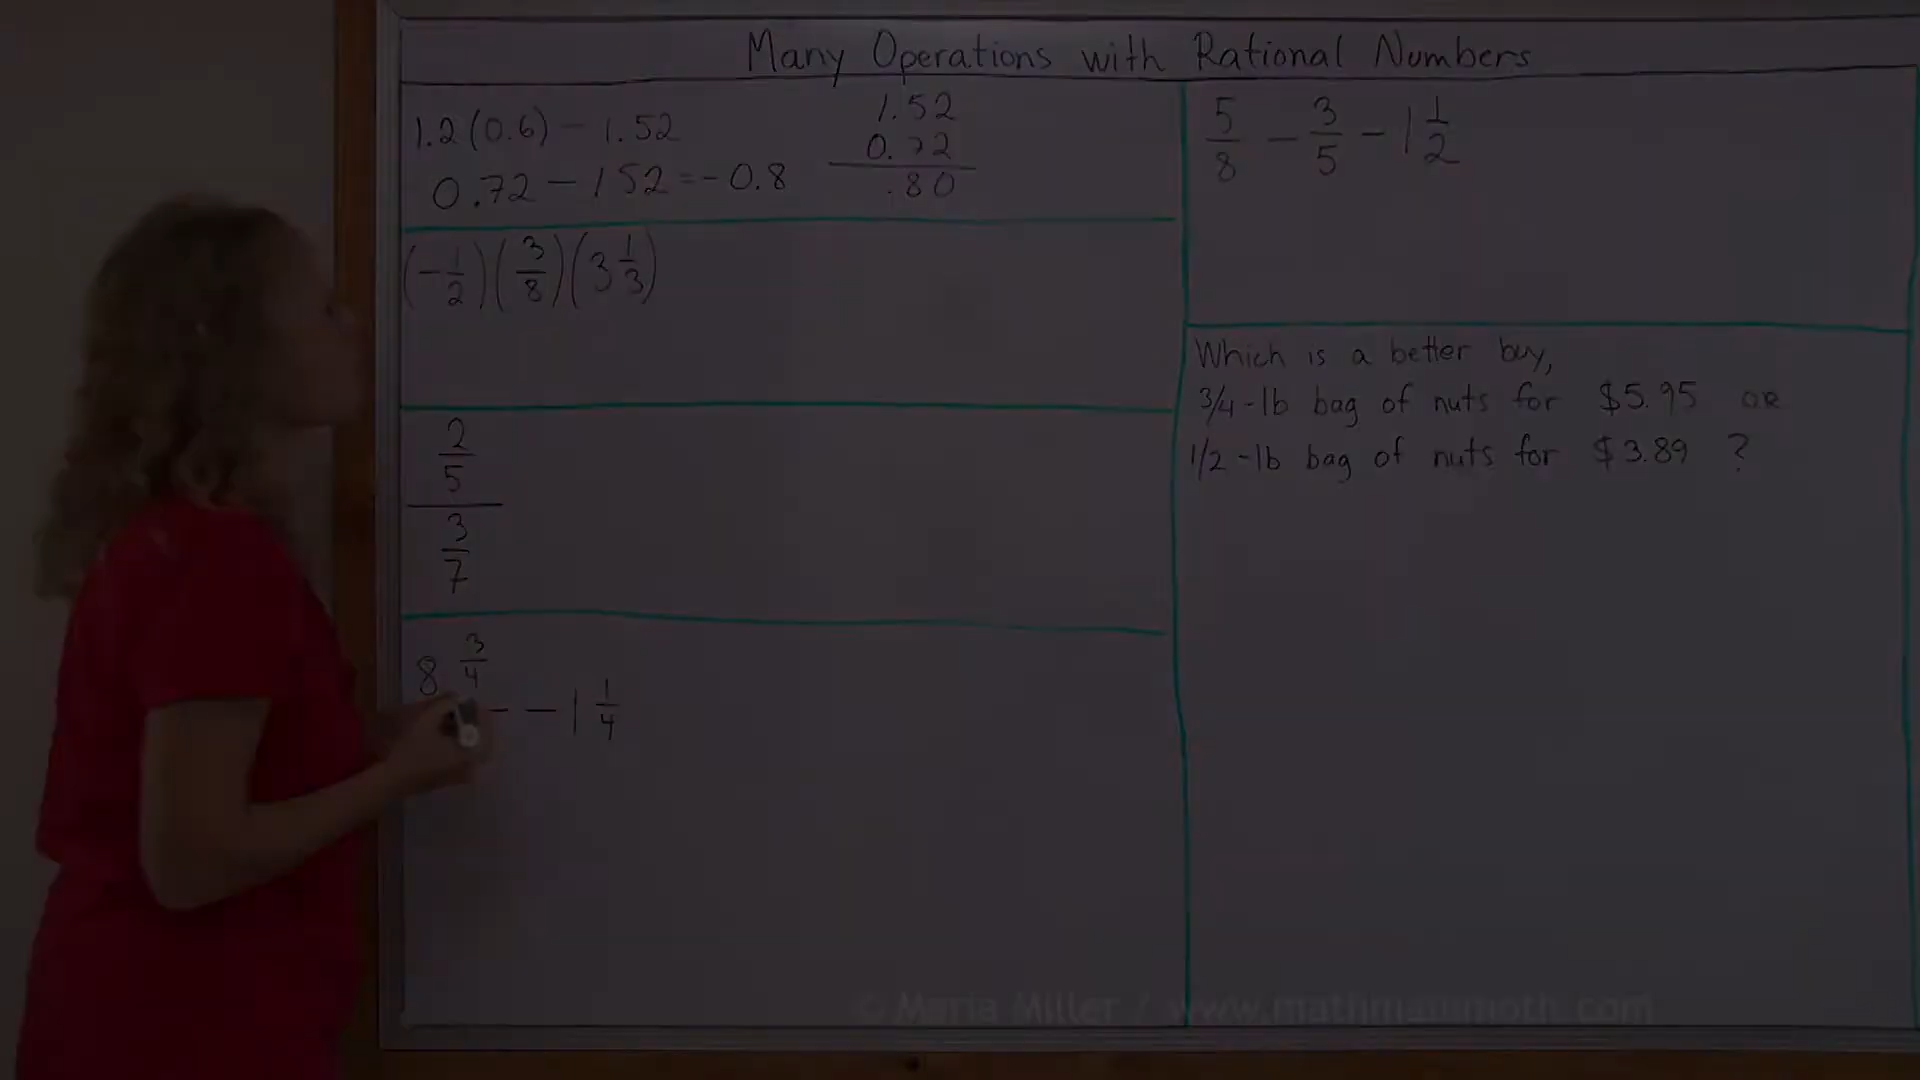 Many Operations with Rational Numbers
1.2(0.6) - 1.52
0.72 - 1 52 = - 0.8
1.52
0.72
.80
(-1/2)(3/8)(3 1/3)
2/5
3/7
8 3/4
- - 1 1/4
5/8 - 3/5 - 1 1/2
Which is a better buy,
3/4-lb bag of nuts for $5.95 OR
1/2-lb bag of nuts for $3.89 ?
© Maria Miller / www.mathmammoth.com